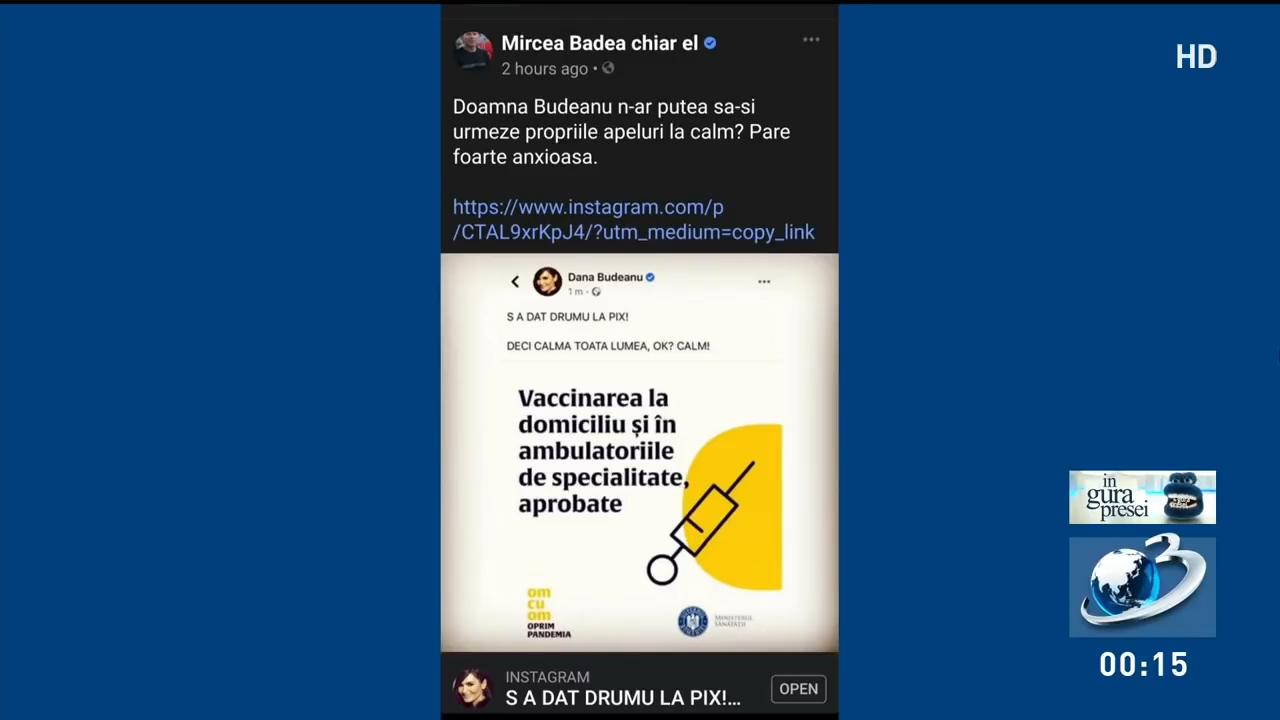 HD
Mircea Badea chiar el
2 hours ago •
Doamna Budeanu n-ar putea sa-si
urmeze propriile apeluri la calm? Pare
foarte anxioasa.
https://www.instagram.com/p
/CTAL9xrKpJ4/?utm_medium=copy_link
Dana Budeanu
1 m •
S A DAT DRUMU LA PIX!
DECI CALMA TOATA LUMEA, OK? CALM!
Vaccinarea la
domiciliu și în
ambulatoriile
de specialitate,
aprobate
om
cu
om
OPRIM
PANDEMIA
MINISTERUL
SĂNĂTĂȚII
INSTAGRAM
S A DAT DRUMU LA PIX!...
OPEN
in
gura
presei
3
00:15